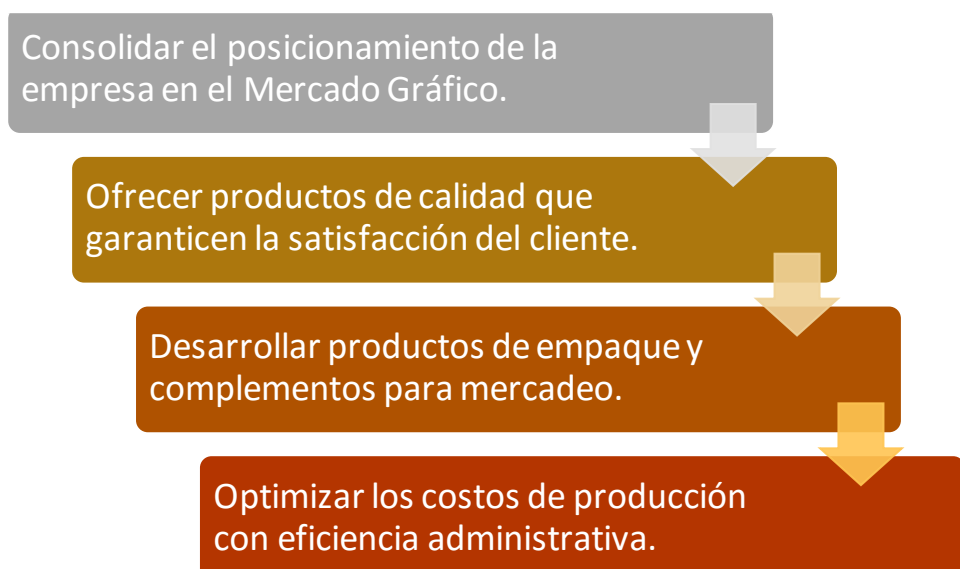 Consolidar el posicionamiento de la
empresa en el Mercado Gráfico.
Ofrecer productos de calidad que
garanticen la satisfacción del cliente.
Desarrollar productos de empaque y
complementos para mercadeo.
Optimizar los costos de producción
con eficiencia administrativa.